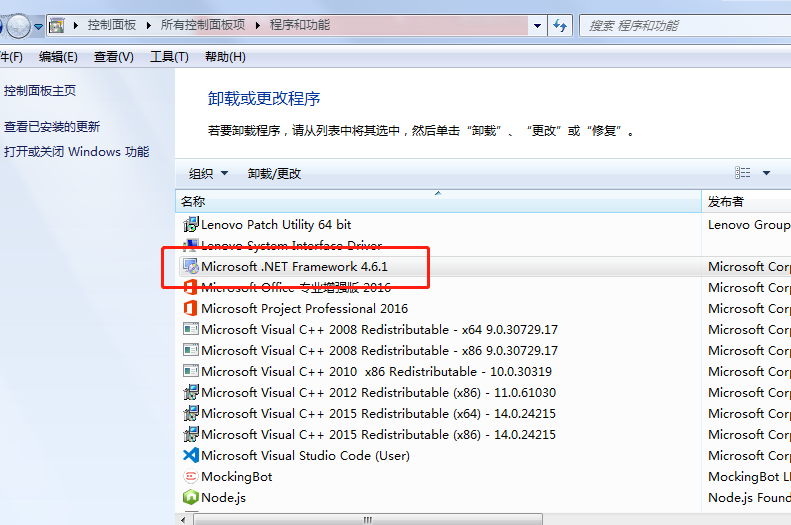 控制面板 ▸ 所有控制面板项 ▸ 程序和功能
搜索 程序和功能
件(F) 编辑(E) 查看(V) 工具(T) 帮助(H)
控制面板主页
查看已安装的更新
打开或关闭 Windows 功能
卸载或更改程序
若要卸载程序，请从列表中将其选中，然后单击“卸载”、“更改”或“修复”。
组织 卸载/更改
名称 发布者
Lenovo Patch Utility 64 bit Lenovo Group
Lenovo System Interface Driver
Microsoft .NET Framework 4.6.1 Microsoft Corp
Microsoft Office 专业增强版 2016 Microsoft Corp
Microsoft Project Professional 2016 Microsoft Corp
Microsoft Visual C++ 2008 Redistributable - x64 9.0.30729.17 Microsoft Corp
Microsoft Visual C++ 2008 Redistributable - x86 9.0.30729.17 Microsoft Corp
Microsoft Visual C++ 2010  x86 Redistributable - 10.0.30319 Microsoft Corp
Microsoft Visual C++ 2012 Redistributable (x86) - 11.0.61030 Microsoft Corp
Microsoft Visual C++ 2015 Redistributable (x64) - 14.0.24215 Microsoft Corp
Microsoft Visual C++ 2015 Redistributable (x86) - 14.0.24215 Microsoft Corp
Microsoft Visual Studio Code (User) Microsoft Corp
MockingBot MockingBot LI
Node.js Node.js Found